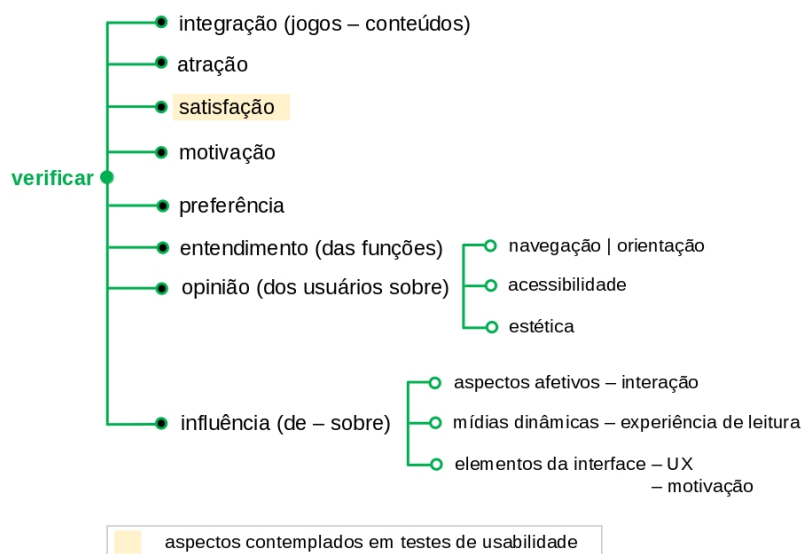 integração (jogos – conteúdos)
atração
satisfação
motivação
verificar
preferência
entendimento (das funções)
opinião (dos usuários sobre)
navegação | orientação
acessibilidade
estética
influência (de – sobre)
aspectos afetivos – interação
mídias dinâmicas – experiência de leitura
elementos da interface – UX
– motivação
aspectos contemplados em testes de usabilidade